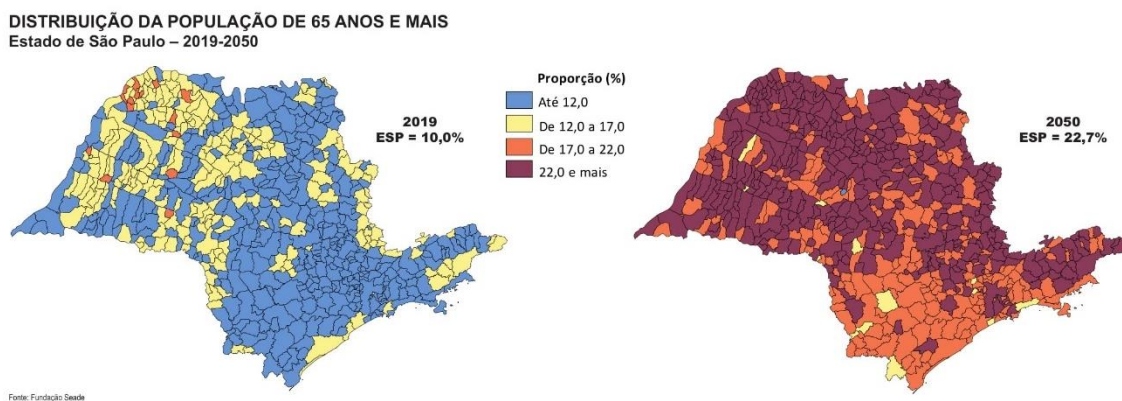 DISTRIBUIÇÃO DA POPULAÇÃO DE 65 ANOS E MAIS
Estado de São Paulo – 2019-2050
Proporção (%)
Até 12,0
De 12,0 a 17,0
De 17,0 a 22,0
22,0 e mais
2019
ESP = 10,0%
2050
ESP = 22,7%
Fonte: Fundação Seade